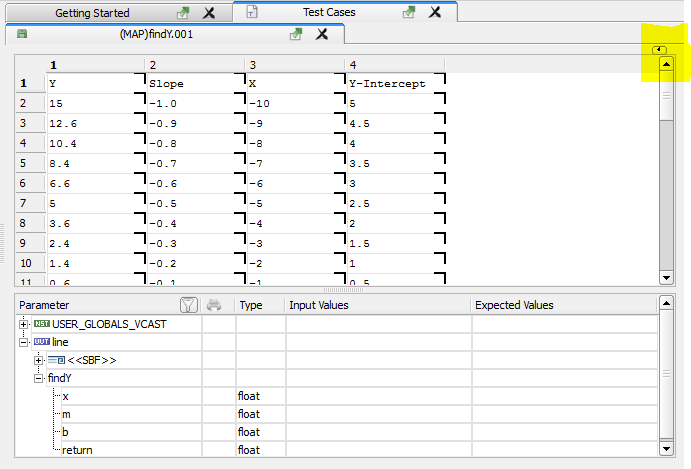 Getting Started Test Cases
(MAP)findY.001
1 2 3 4
1 Y Slope X Y-Intercept
2 15 -1.0 -10 5
3 12.6 -0.9 -9 4.5
4 10.4 -0.8 -8 4
5 8.4 -0.7 -7 3.5
6 6.6 -0.6 -6 3
7 5 -0.5 -5 2.5
8 3.6 -0.4 -4 2
9 2.4 -0.3 -3 1.5
10 1.4 -0.2 -2 1
11 0.6 -0.1 -1 0.5
Parameter Type Input Values Expected Values
NST USER_GLOBALS_VCAST
UUT line
<<SBF>>
findY
x float
m float
b float
return float